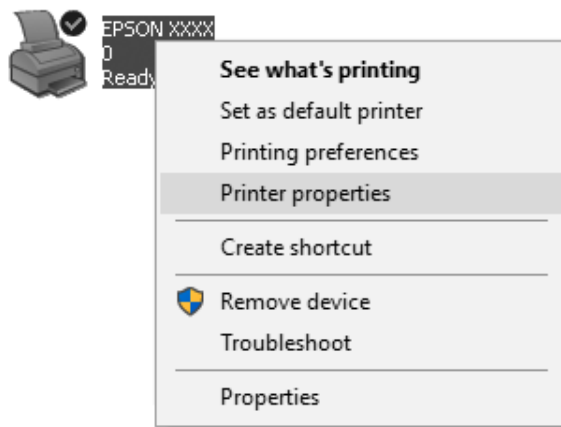 EPSON XXXX
0
Ready
See what's printing
Set as default printer
Printing preferences
Printer properties
Create shortcut
Remove device
Troubleshoot
Properties